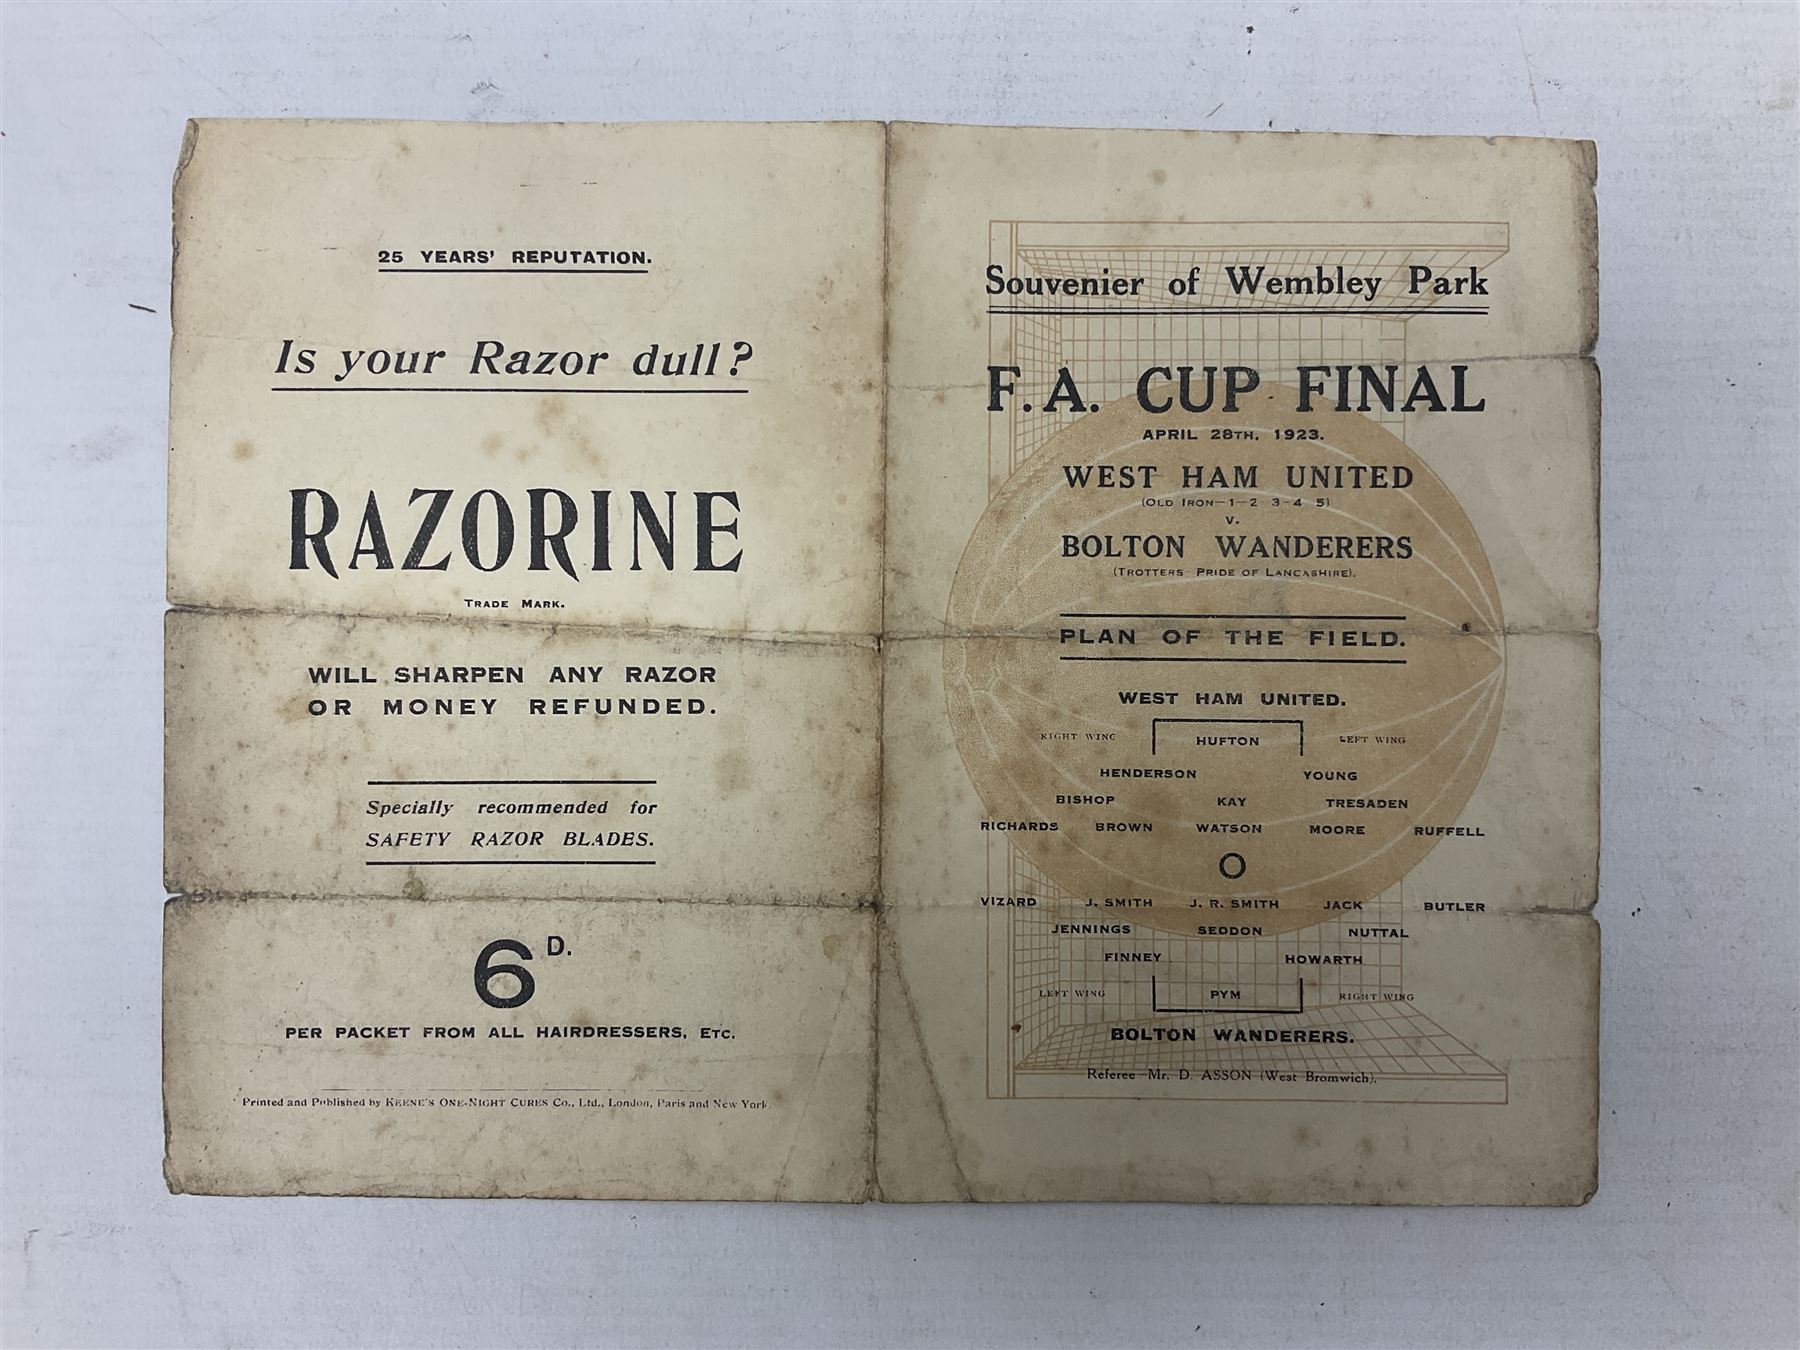 25 YEARS' REPUTATION.
Is your Razor dull?
RAZORINE
TRADE MARK.
WILL SHARPEN ANY RAZOR
OR MONEY REFUNDED.
Specially recommended for
SAFETY RAZOR BLADES.
6D.
PER PACKET FROM ALL HAIRDRESSERS, ETC.
Printed and Published by KEENE'S ONE-NIGHT CURES Co., Ltd., London, Paris and New York.
Souvenier of Wembley Park
F.A. CUP FINAL
APRIL 28TH, 1923.
WEST HAM UNITED
(OLD IRON—1—2 3-4 5)
v.
BOLTON WANDERERS
(TROTTERS PRIDE OF LANCASHIRE).
PLAN OF THE FIELD.
WEST HAM UNITED.
RIGHT WING HUFTON LEFT WING
HENDERSON YOUNG
BISHOP KAY TRESADEN
RICHARDS BROWN WATSON MOORE RUFFELL
O
VIZARD J. SMITH J. R. SMITH JACK BUTLER
JENNINGS SEDDON NUTTAL
FINNEY HOWARTH
LEFT WING PYM RIGHT WING
BOLTON WANDERERS.
Referee—Mr. D. ASSON (West Bromwich).